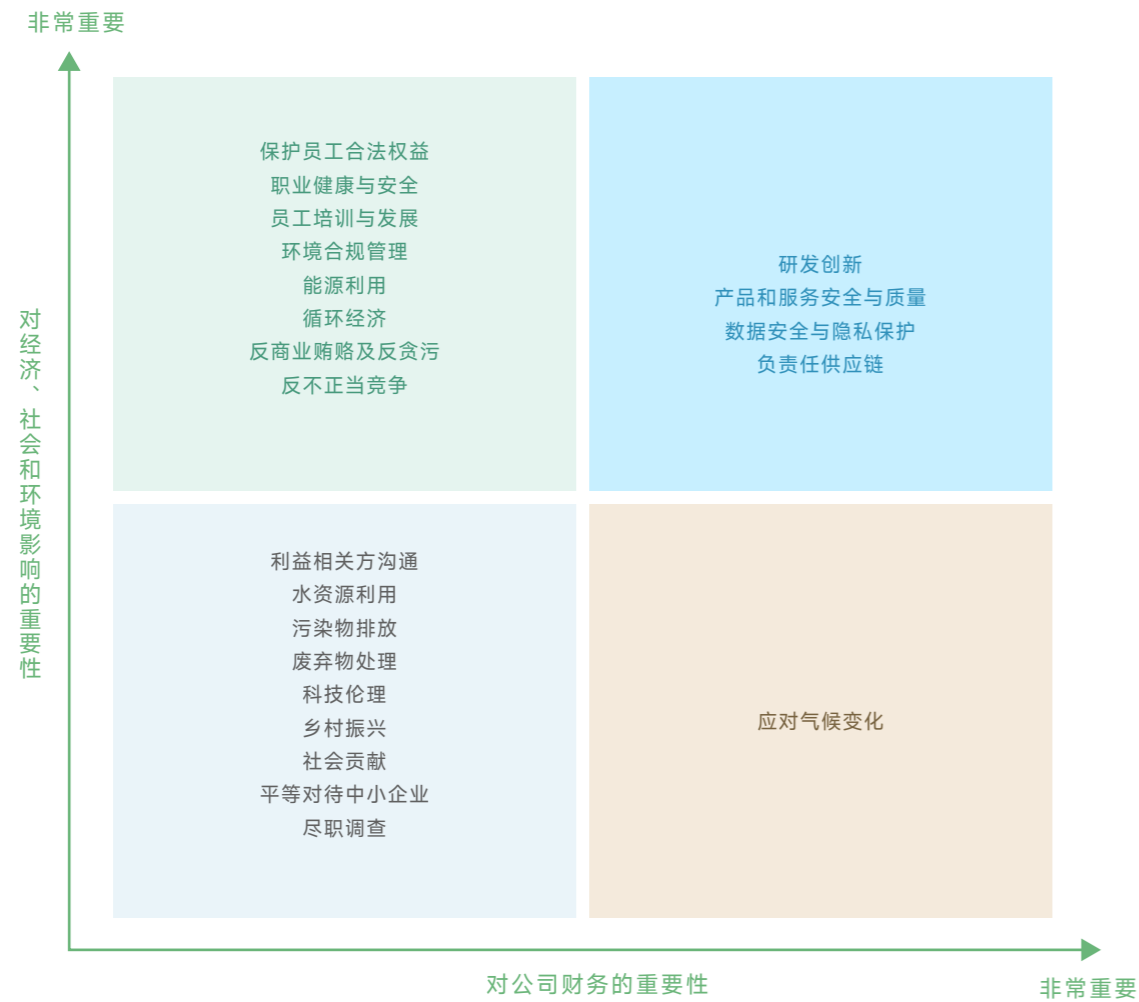 非常重要
保护员工合法权益
职业健康与安全
员工培训与发展
环境合规管理
能源利用
循环经济
反商业贿赂及反贪污
反不正当竞争
研发创新
产品和服务安全与质量
数据安全与隐私保护
负责任供应链
对经济、社会和环境影响的重要性
利益相关方沟通
水资源利用
污染物排放
废弃物处理
科技伦理
乡村振兴
社会贡献
平等对待中小企业
尽职调查
应对气候变化
对公司财务的重要性
非常重要